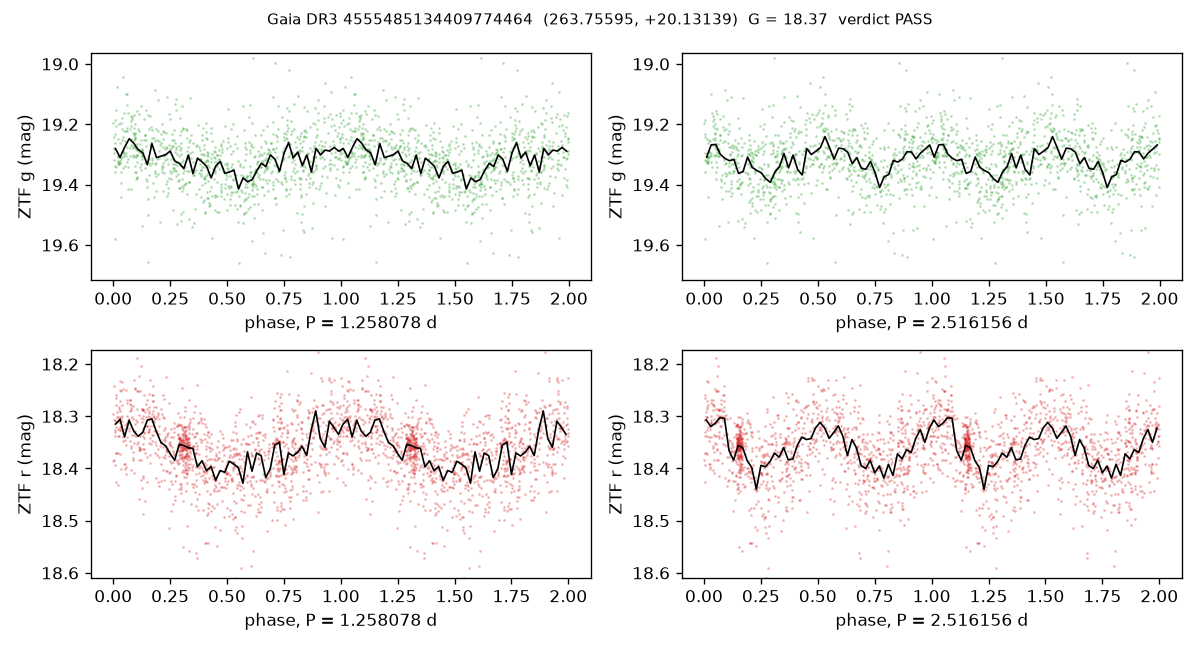 Gaia DR3 4555485134409774464 (263.75595, +20.13139) G = 18.37 verdict PASS
19.0
19.2
19.4
19.6
ZTF g (mag)
0.00 0.25 0.50 0.75 1.00 1.25 1.50 1.75 2.00
phase, P = 1.258078 d
19.0
19.2
19.4
19.6
ZTF g (mag)
0.00 0.25 0.50 0.75 1.00 1.25 1.50 1.75 2.00
phase, P = 2.516156 d
18.2
18.3
18.4
18.5
18.6
ZTF r (mag)
0.00 0.25 0.50 0.75 1.00 1.25 1.50 1.75 2.00
phase, P = 1.258078 d
18.2
18.3
18.4
18.5
18.6
ZTF r (mag)
0.00 0.25 0.50 0.75 1.00 1.25 1.50 1.75 2.00
phase, P = 2.516156 d